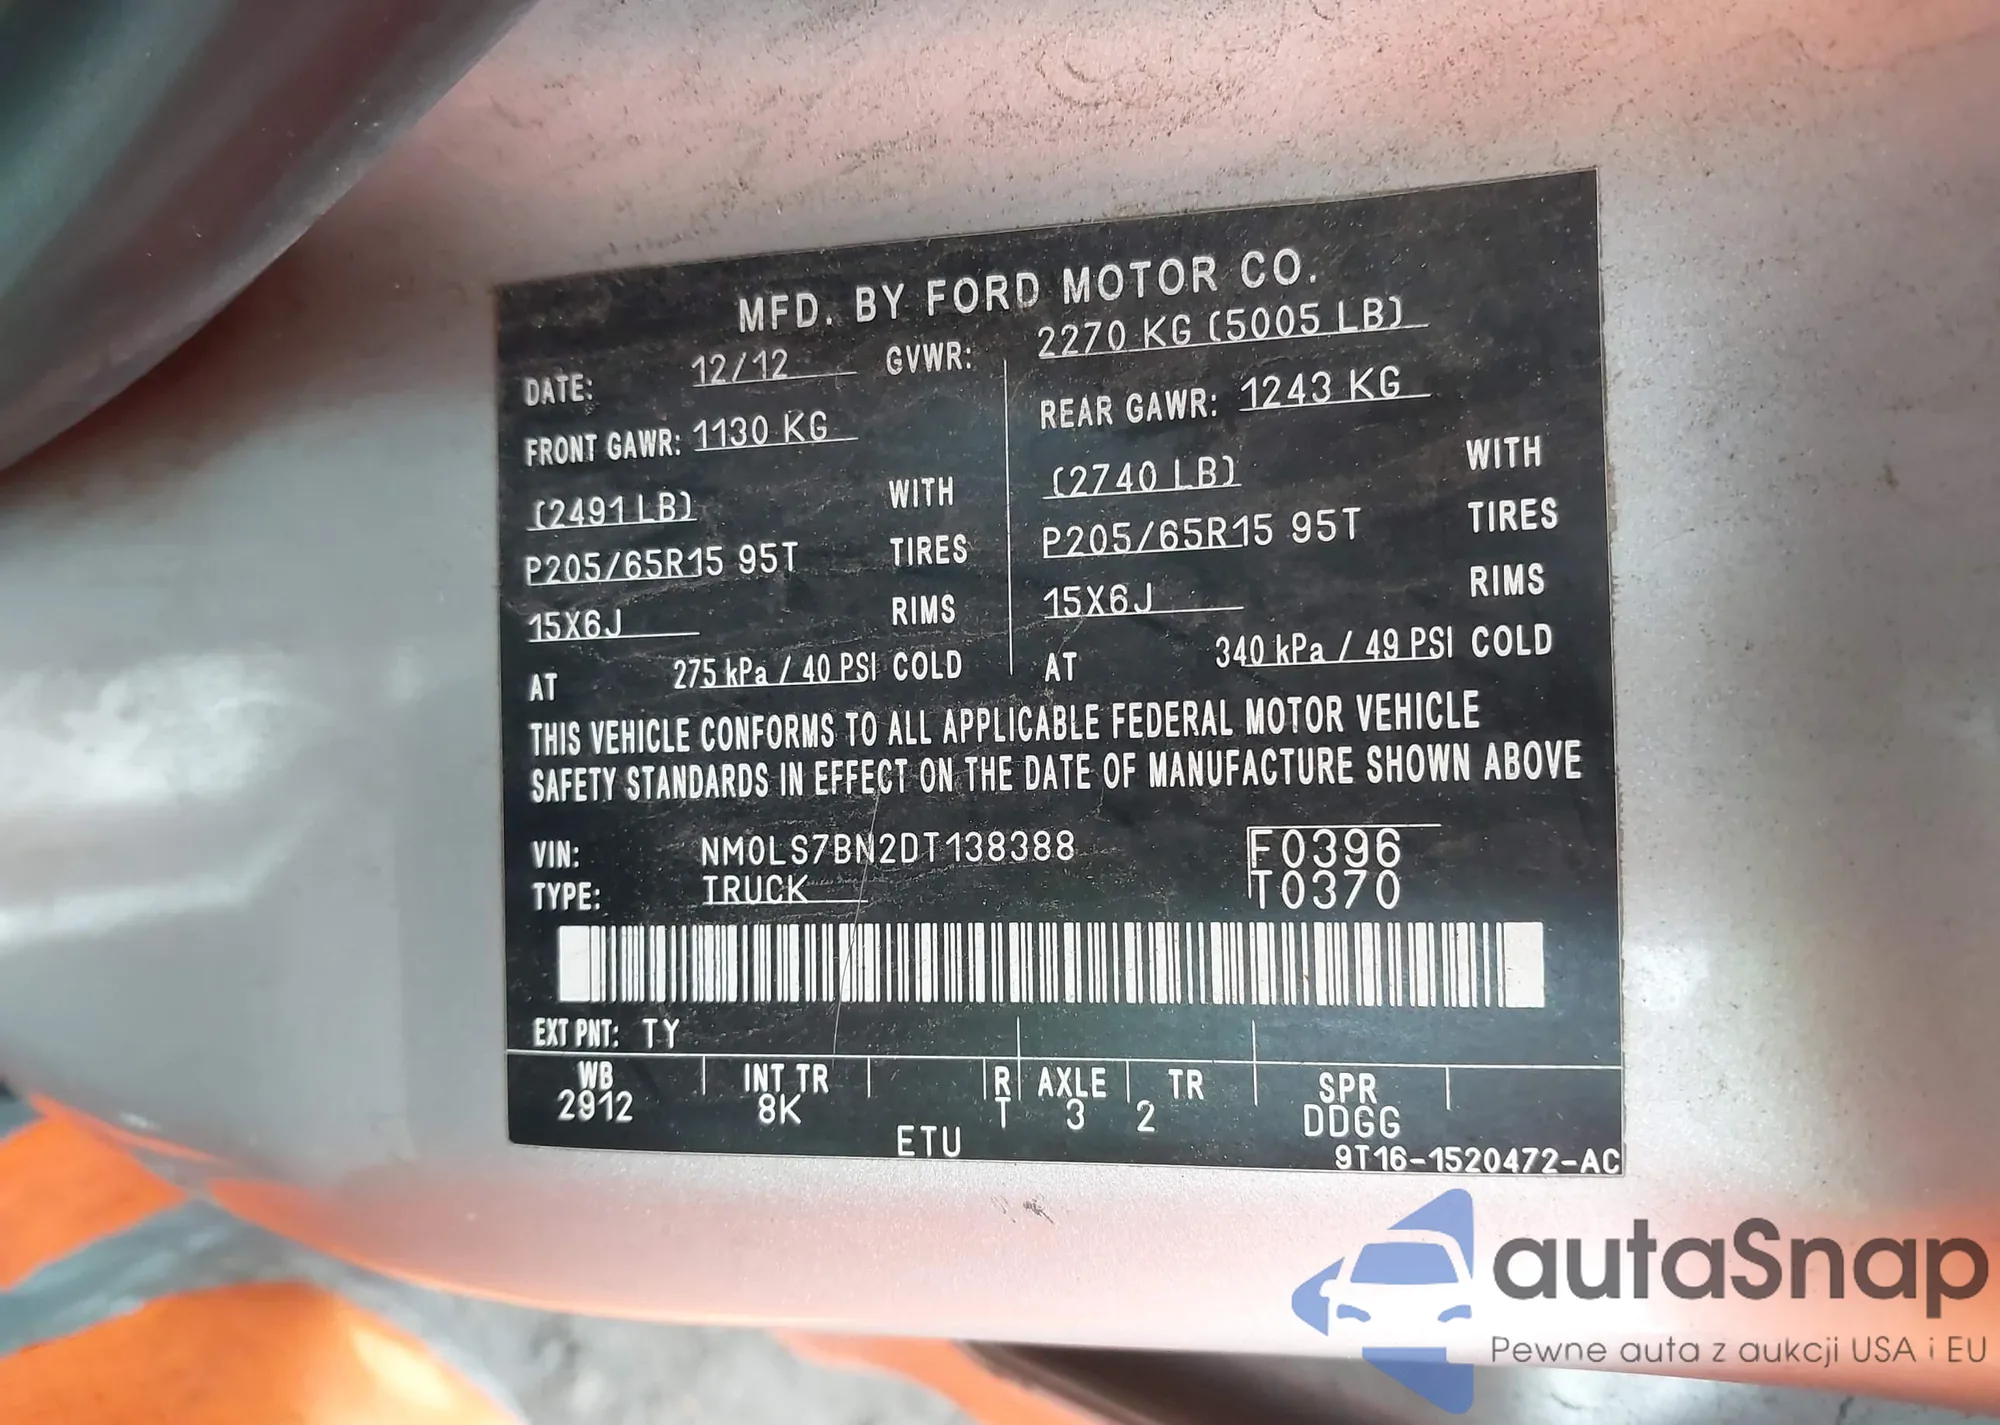 MFD. BY FORD MOTOR CO.
DATE: 12/12 GVWR: 2270 KG (5005 LB)
FRONT GAWR: 1130 KG REAR GAWR: 1243 KG
(2491 LB) WITH (2740 LB) WITH
P205/65R15 95T TIRES P205/65R15 95T TIRES
15X6J RIMS 15X6J RIMS
AT 275 kPa / 40 PSI COLD AT 340 kPa / 49 PSI COLD
THIS VEHICLE CONFORMS TO ALL APPLICABLE FEDERAL MOTOR VEHICLE
SAFETY STANDARDS IN EFFECT ON THE DATE OF MANUFACTURE SHOWN ABOVE
VIN: NM0LS7BN2DT138388 F0396
TYPE: TRUCK T0370
EXT PNT: TY
WB INT TR R AXLE TR SPR
2912 8K T 3 2 DDGG
ETU
9T16-1520472-AC
autaSnap
Pewne auta z aukcji USA i EU